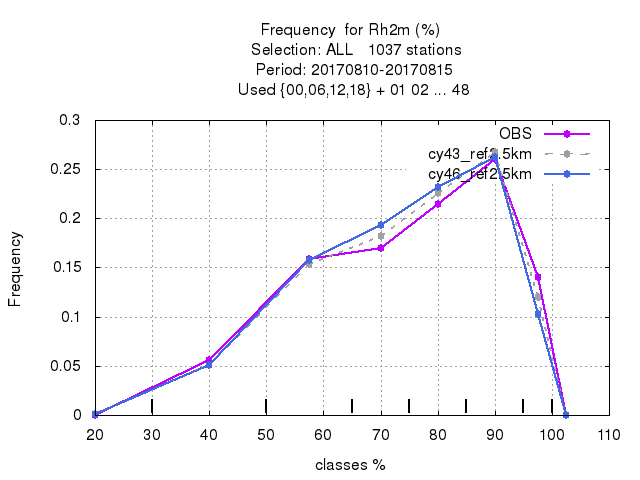 Frequency for Rh2m (%)
Selection: ALL 1037 stations
Period: 20170810-20170815
Used {00,06,12,18} + 01 02 ... 48
0.3
0.25
0.2
0.15
0.1
0.05
0
Frequency
OBS
cy43_ref2.5km
cy46_ref2.5km
20 30 40 50 60 70 80 90 100 110
classes %